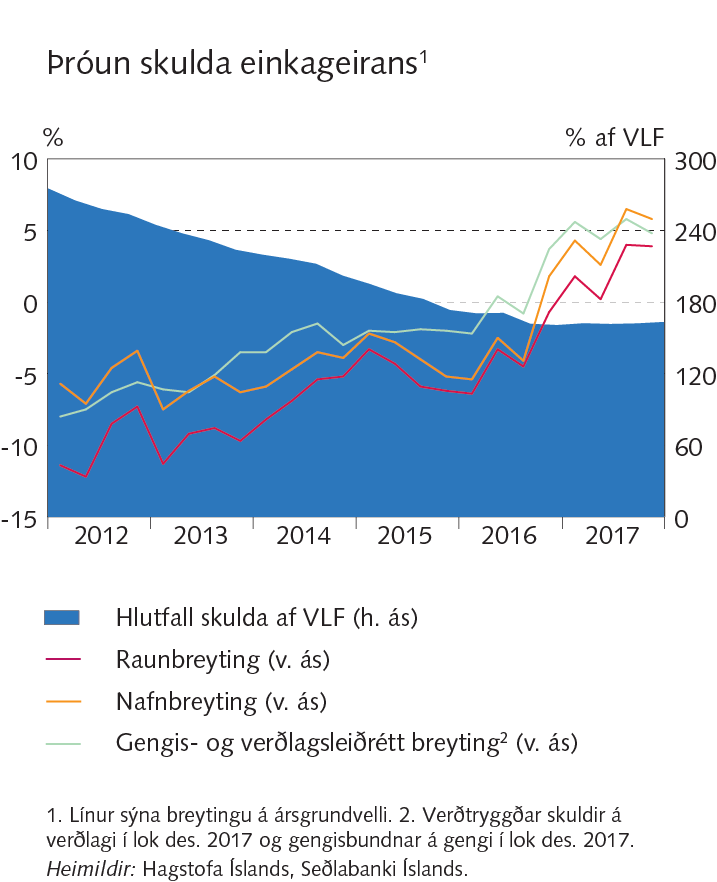 Þróun skulda einkageirans¹
% % af VLF
10 300
5 240
0 180
-5 120
-10 60
-15 0
2012 2013 2014 2015 2016 2017
Hlutfall skulda af VLF (h. ás)
Raunbreyting (v. ás)
Nafnbreyting (v. ás)
Gengis- og verðlagsleiðrétt breyting² (v. ás)
1. Línur sýna breytingu á ársgrundvelli. 2. Verðtryggðar skuldir á
verðlagi í lok des. 2017 og gengisbundnar á gengi í lok des. 2017.
Heimildir: Hagstofa Íslands, Seðlabanki Íslands.